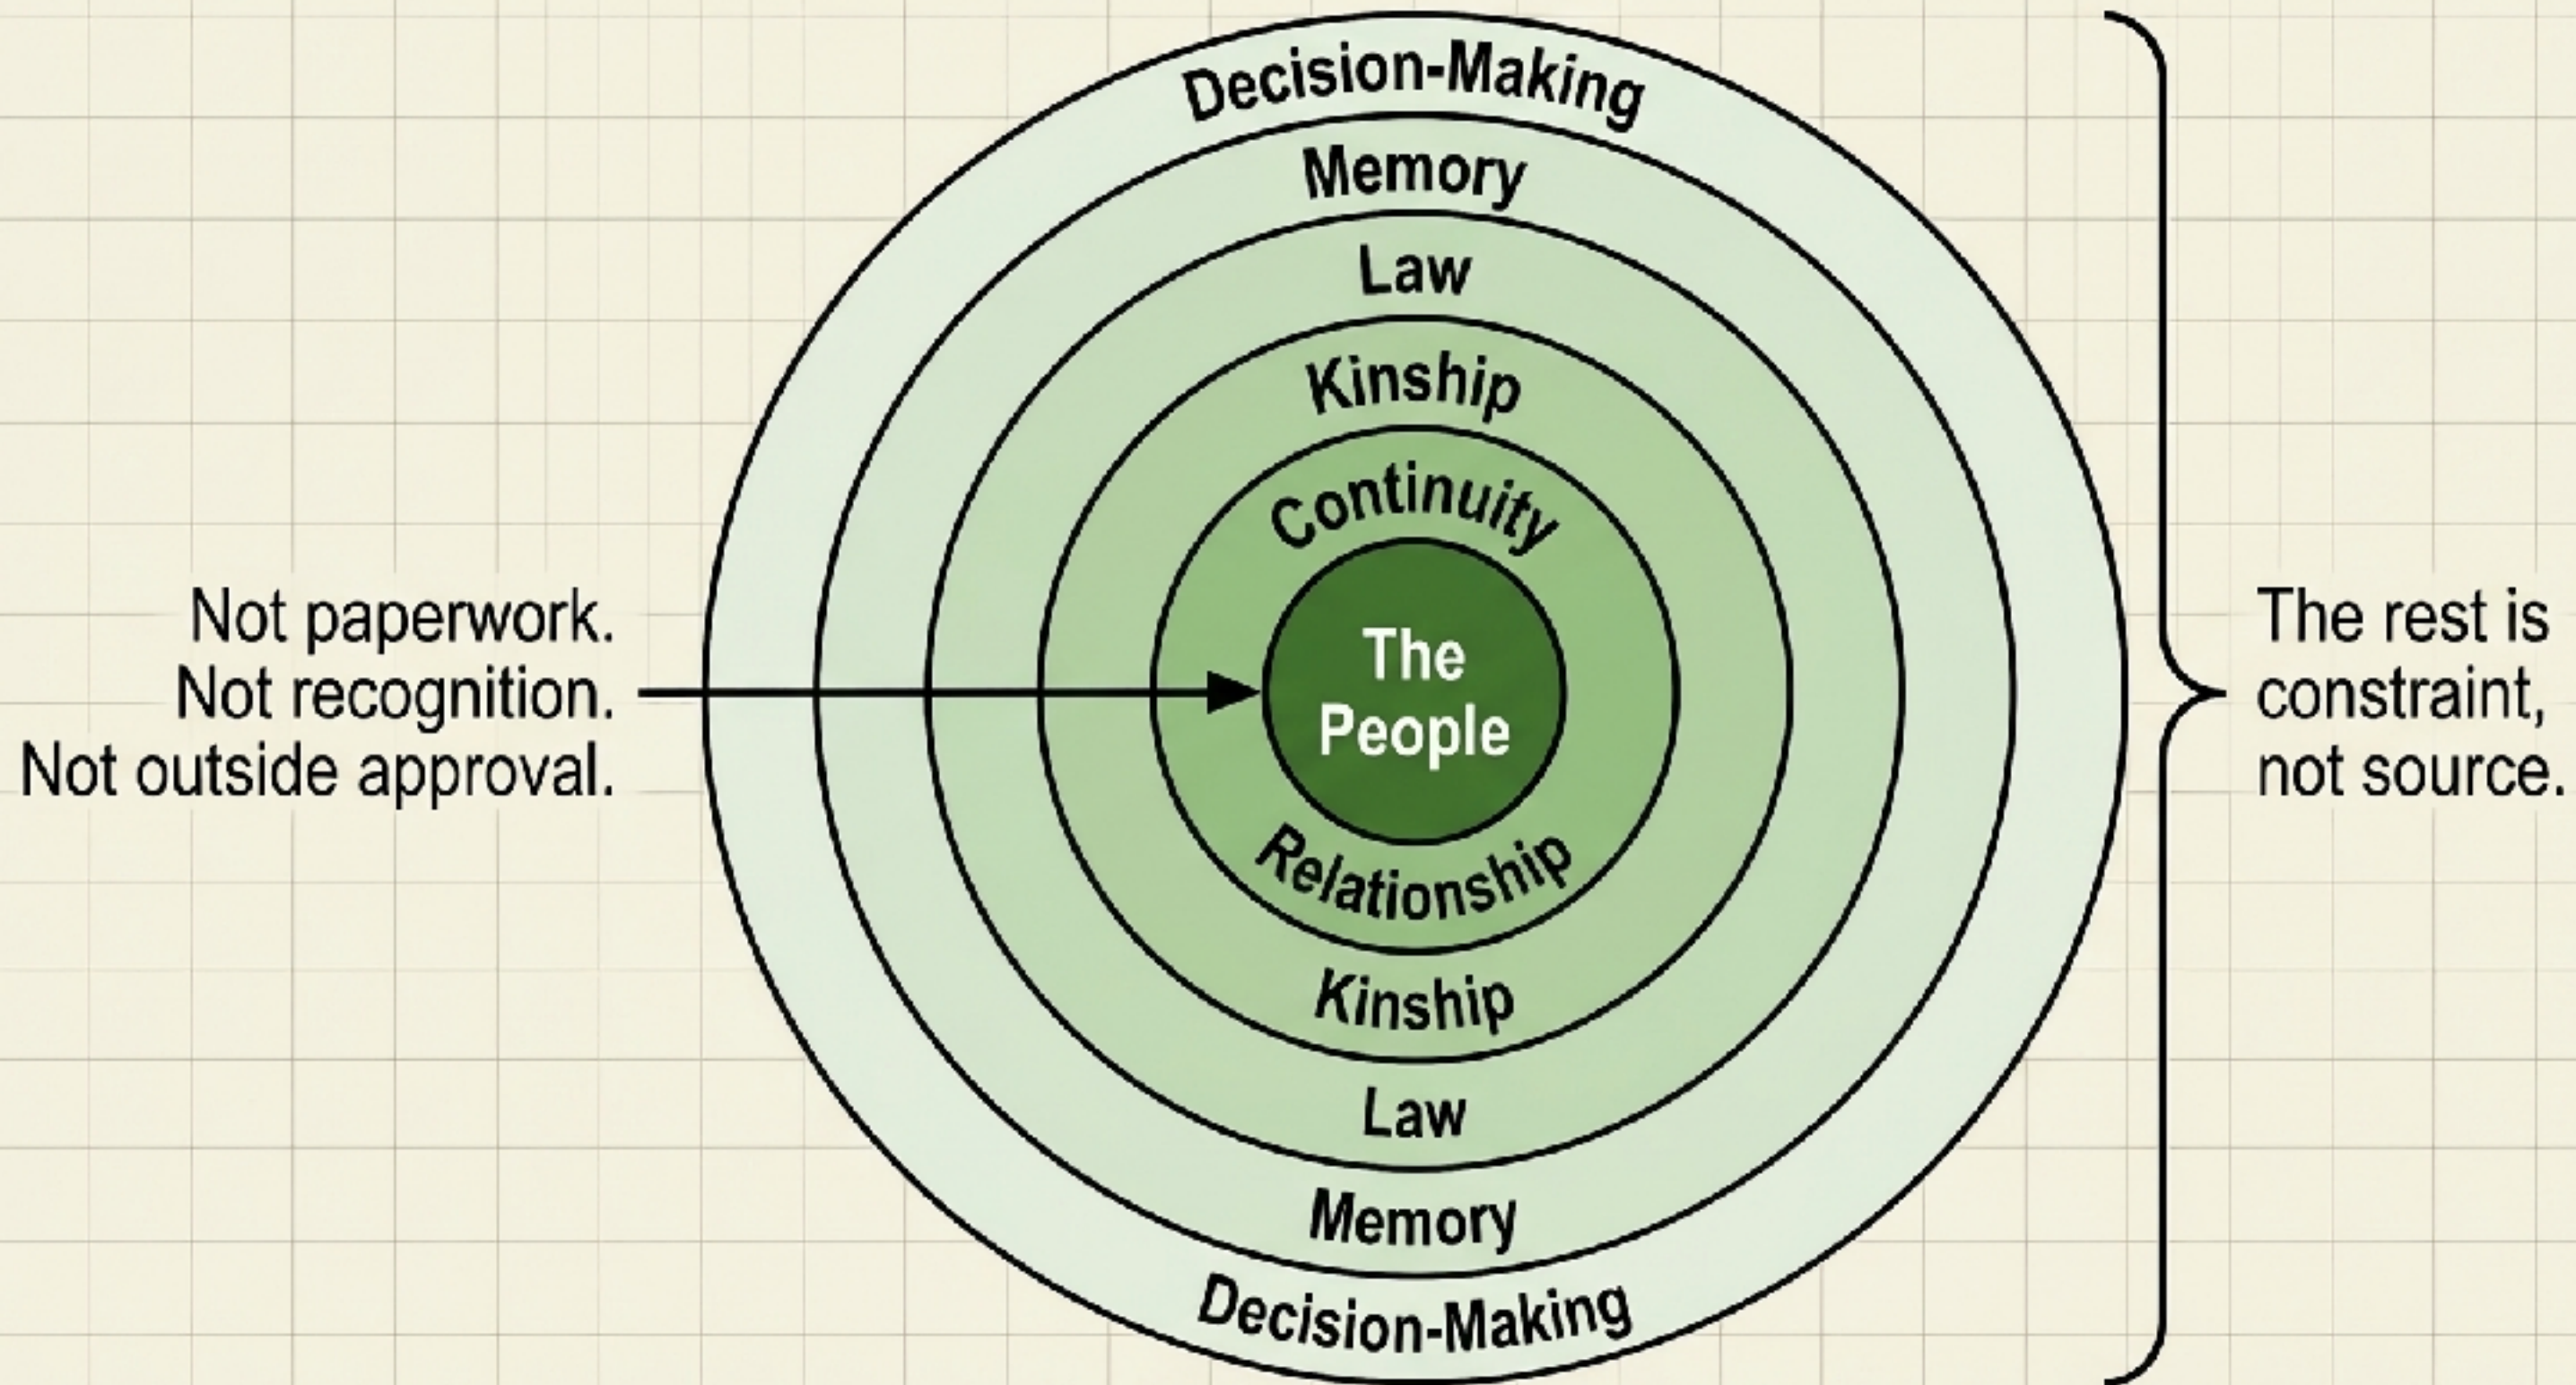 Decision-Making
Memory
Law
Kinship
Continuity
Not paperwork.
Not recognition.
Not outside approval.
The
People
The rest is
constraint,
not source.
Relationship
Kinship
Law
Memory
Decision-Making